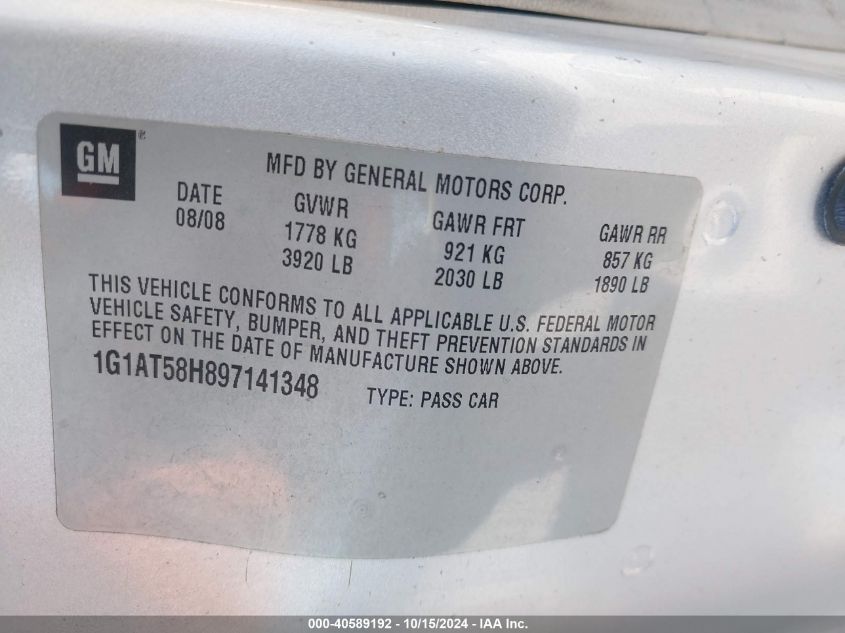 GM ®
MFD BY GENERAL MOTORS CORP.
DATE GVWR GAWR FRT GAWR RR
08/08 1778 KG 921 KG 857 KG
3920 LB 2030 LB 1890 LB
THIS VEHICLE CONFORMS TO ALL APPLICABLE U.S. FEDERAL MOTOR
VEHICLE SAFETY, BUMPER, AND THEFT PREVENTION STANDARDS IN
EFFECT ON THE DATE OF MANUFACTURE SHOWN ABOVE.
1G1AT58H897141348 TYPE: PASS CAR
000-40589192 - 10/15/2024 - IAA Inc.